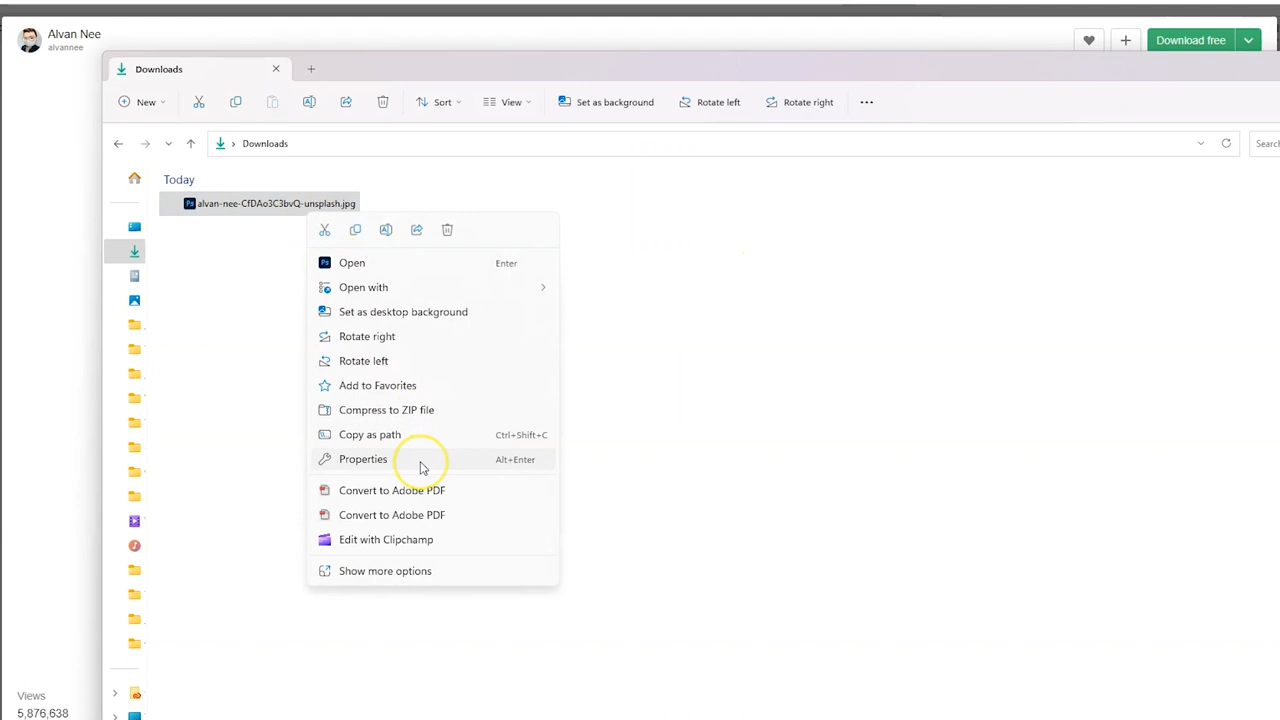 Alvan Nee
alvannee
Download free
Downloads
New
Sort
View
Set as background
Rotate left
Rotate right
Downloads
Searc
Today
Ps alvan-nee-CfDAo3C3bvQ-unsplash.jpg
Ps Open Enter
Open with
Set as desktop background
Rotate right
Rotate left
Add to Favorites
Compress to ZIP file
Copy as path Ctrl+Shift+C
Properties Alt+Enter
Convert to Adobe PDF
Convert to Adobe PDF
Edit with Clipchamp
Show more options
Views
5,876,638